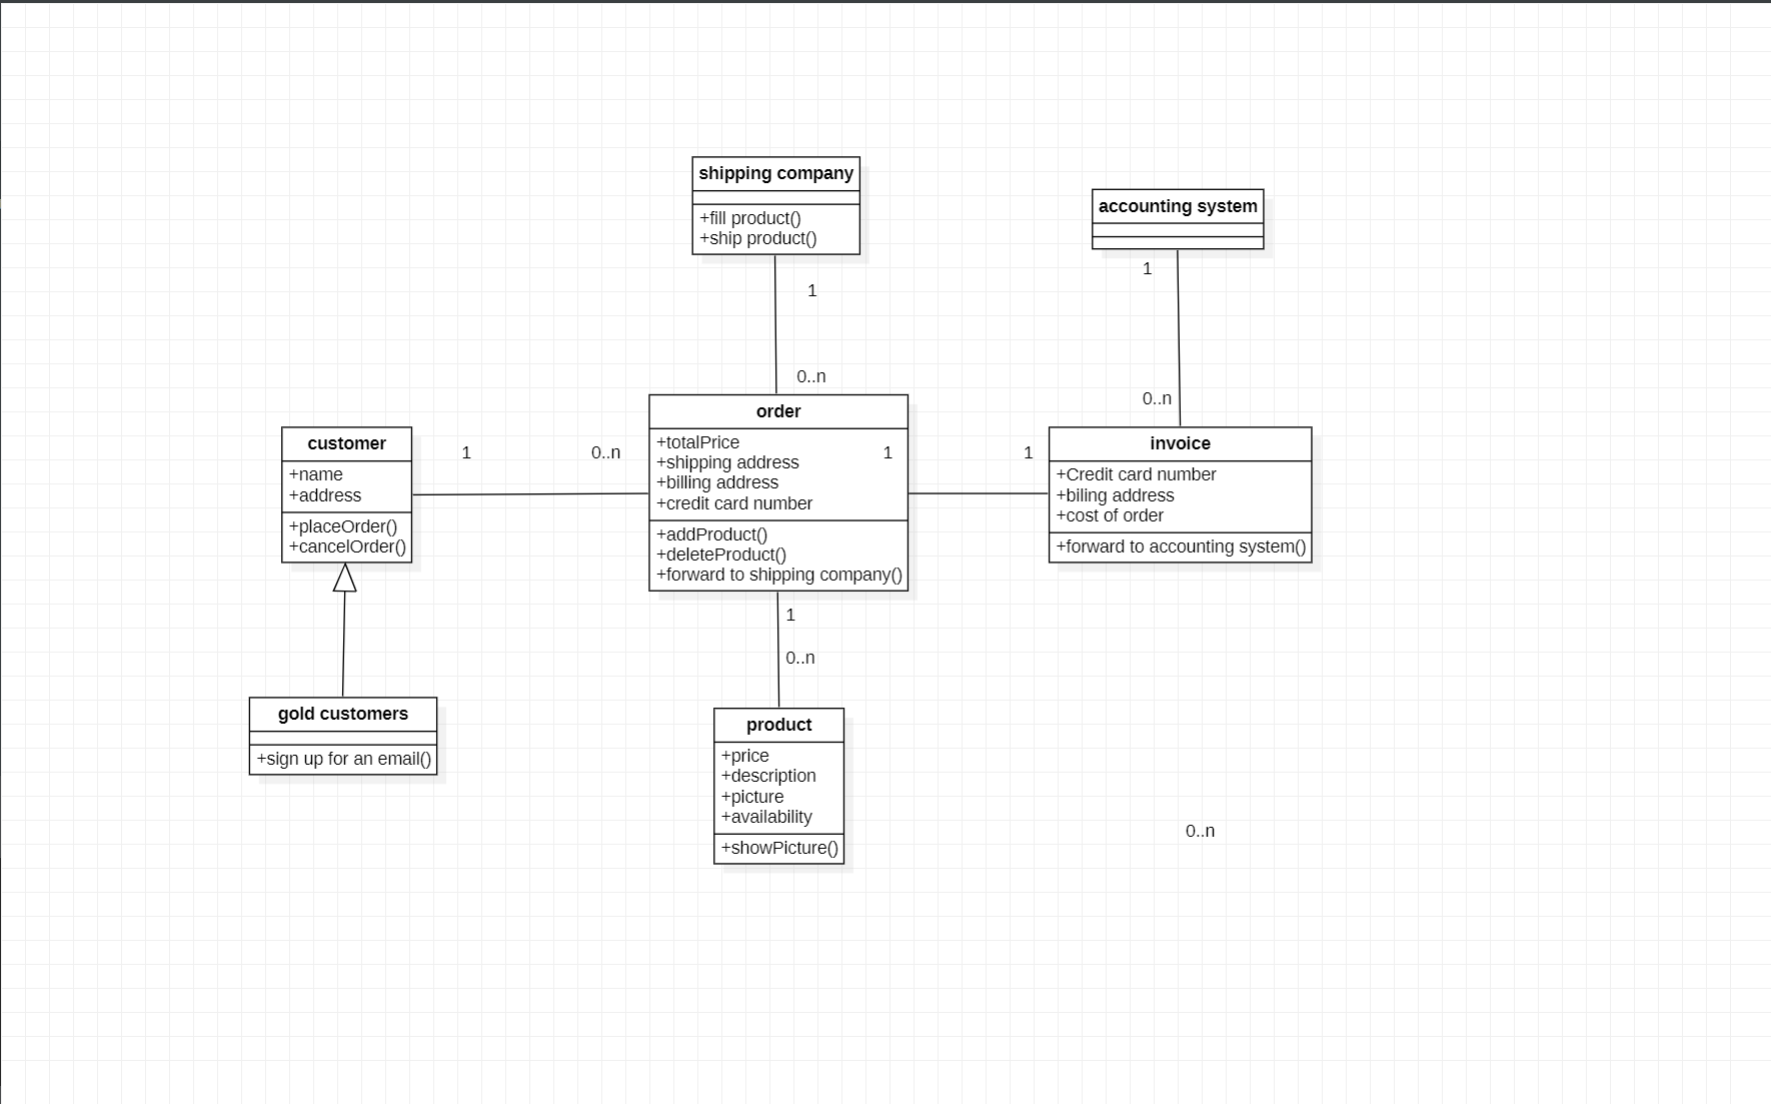 shipping company
+fill product()
+ship product()
1
0..n
accounting system
1
0..n
customer
+name
+address
+placeOrder()
+cancelOrder()
1
0..n
order
+totalPrice
+shipping address
+billing address
+credit card number
+addProduct()
+deleteProduct()
+forward to shipping company()
1
1
invoice
+Credit card number
+biling address
+cost of order
+forward to accounting system()
1
0..n
gold customers
+sign up for an email()
product
+price
+description
+picture
+availability
+showPicture()
0..n